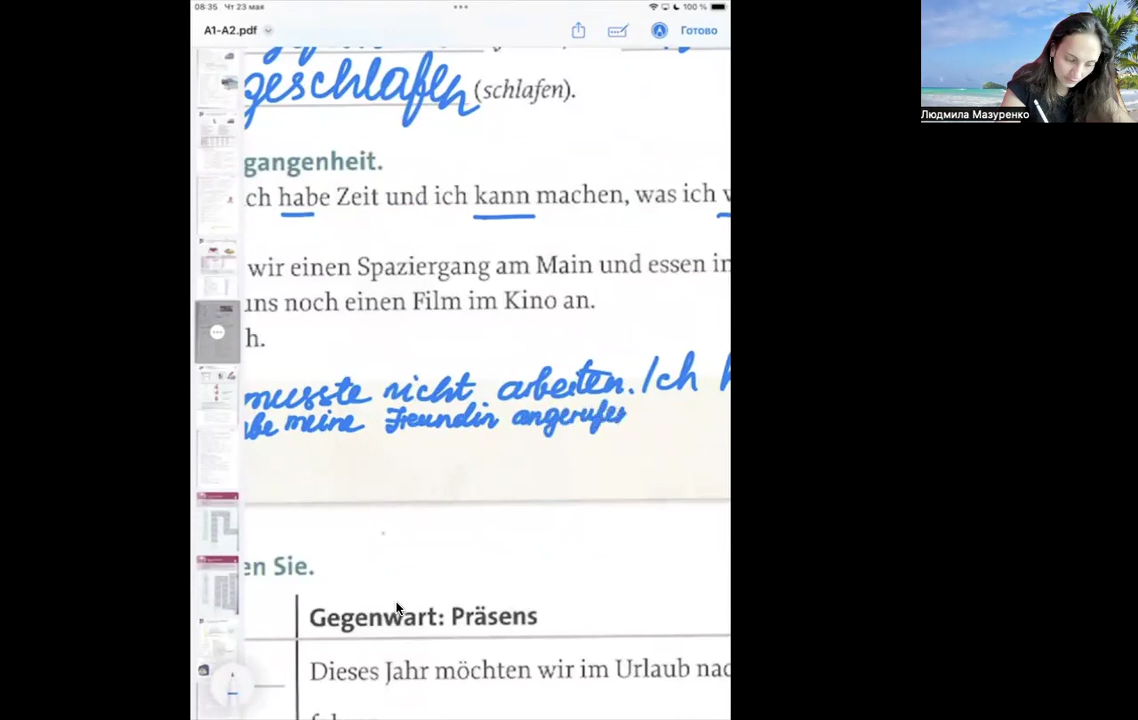 08:35 Чт 23 мая
100 %
A1-A2.pdf
Готово
geschlafen (schlafen).
gangenheit.
ch habe Zeit und ich kann machen, was ich
wir einen Spaziergang am Main und essen in
uns noch einen Film im Kino an.
h.
musste nicht arbeiten. Ich h
be meine Freundin angerufen
en Sie.
Gegenwart: Präsens
Dieses Jahr möchten wir im Urlaub nac
Людмила Мазуренко